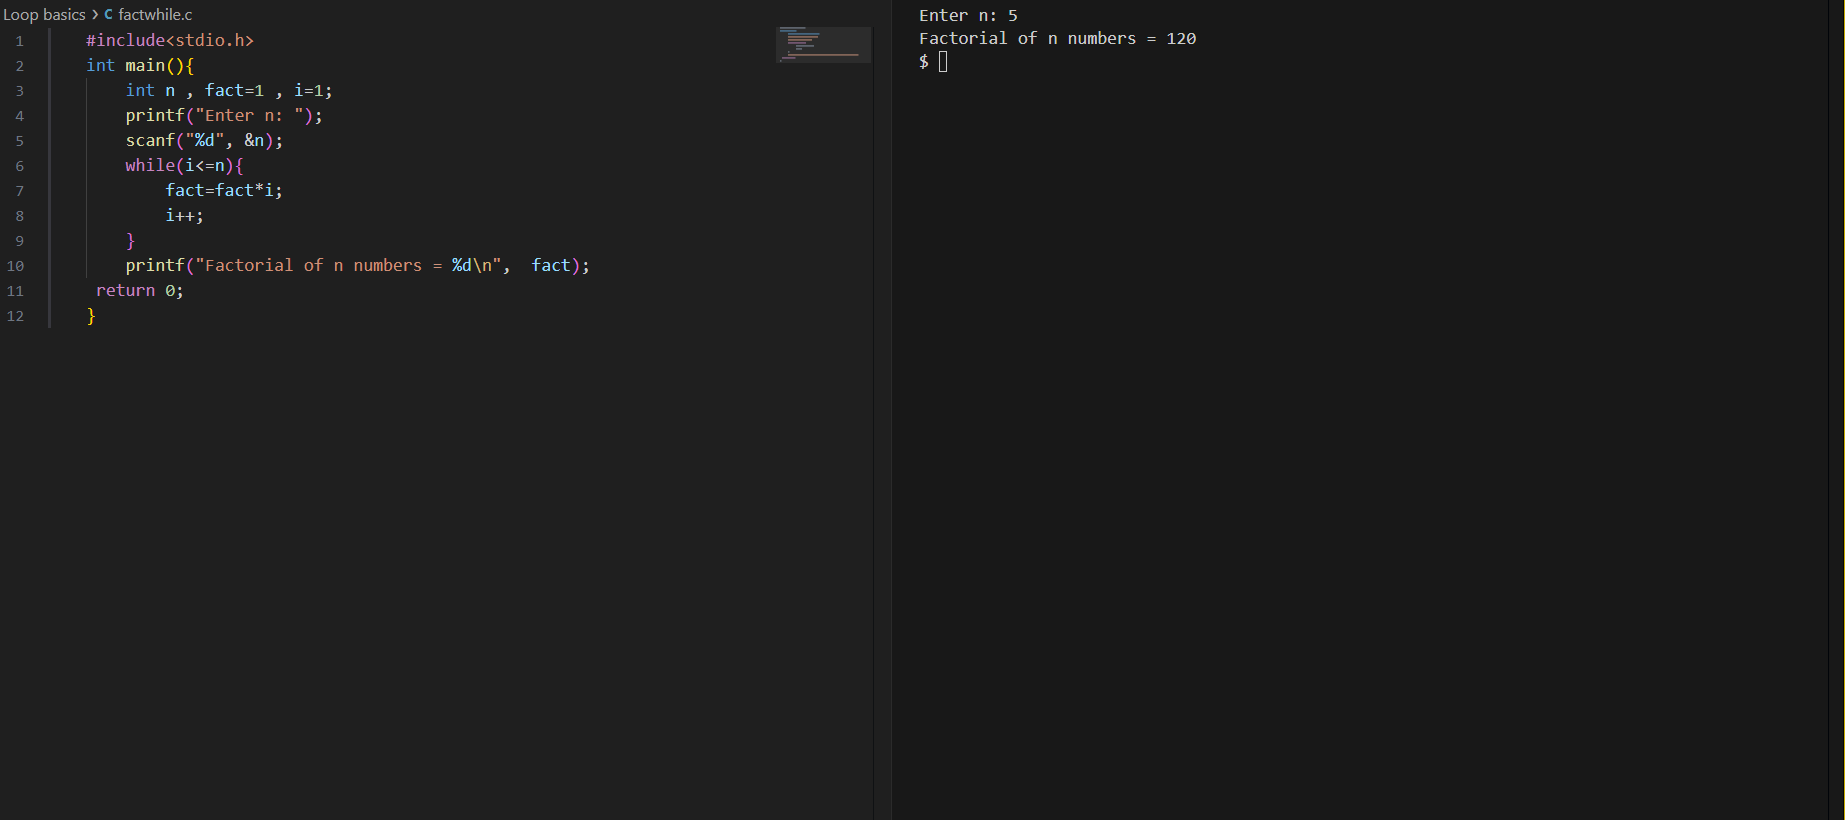 Loop basics > C factwhile.c
1 #include<stdio.h>
2 int main(){
3 int n , fact=1 , i=1;
4 printf("Enter n: ");
5 scanf("%d", &n);
6 while(i<=n){
7 fact=fact*i;
8 i++;
9 }
10 printf("Factorial of n numbers = %d\n",  fact);
11 return 0;
12 }
Enter n: 5
Factorial of n numbers = 120
$